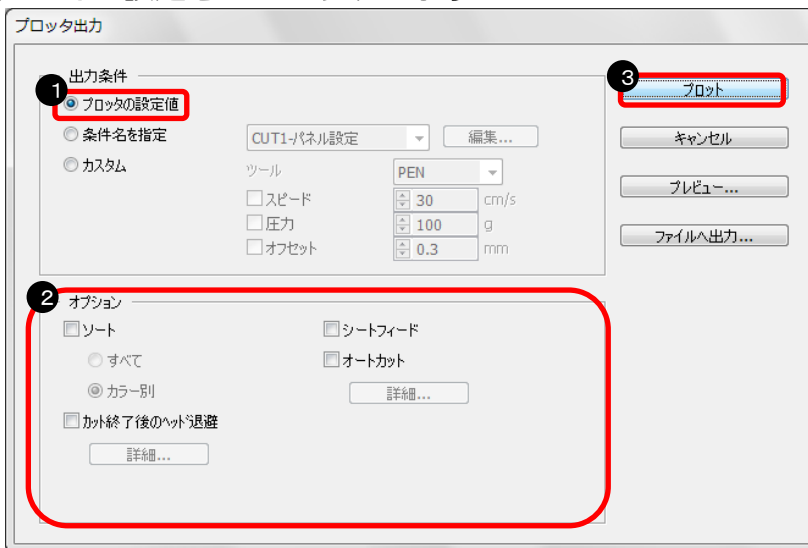 プロッタ出力
出力条件
1
プロッタの設定値
条件名を指定
CUT1-パネル設定
編集...
カスタム
ツール
PEN
スピード
30
cm/s
圧力
100
g
オフセット
0.3
mm
3
プロット
キャンセル
プレビュー...
ファイルへ出力...
2
オプション
ソート
シートフィード
すべて
オートカット
カラー別
詳細...
カット終了後のヘッド退避
詳細...